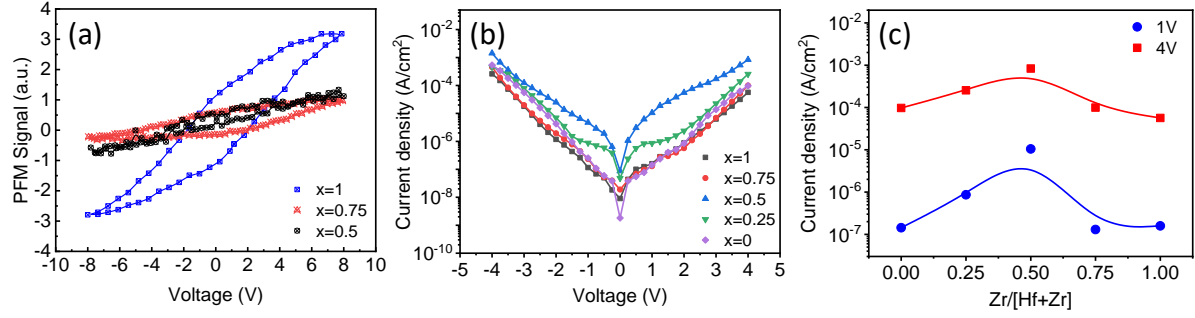 (a)
PFM Signal (a.u.)
4
3
2
1
0
-1
-2
-3
-4
x=1
x=0.75
x=0.5
-10 -8 -6 -4 -2 0 2 4 6 8 10
Voltage (V)
(b)
Current density (A/cm²)
10⁻²
10⁻⁴
10⁻⁶
10⁻⁸
10⁻¹⁰
x=1
x=0.75
x=0.5
x=0.25
x=0
-5 -4 -3 -2 -1 0 1 2 3 4 5
Voltage (V)
(c)
1V
4V
Current density (A/cm²)
10⁻²
10⁻³
10⁻⁴
10⁻⁵
10⁻⁶
10⁻⁷
0.00 0.25 0.50 0.75 1.00
Zr/[Hf+Zr]